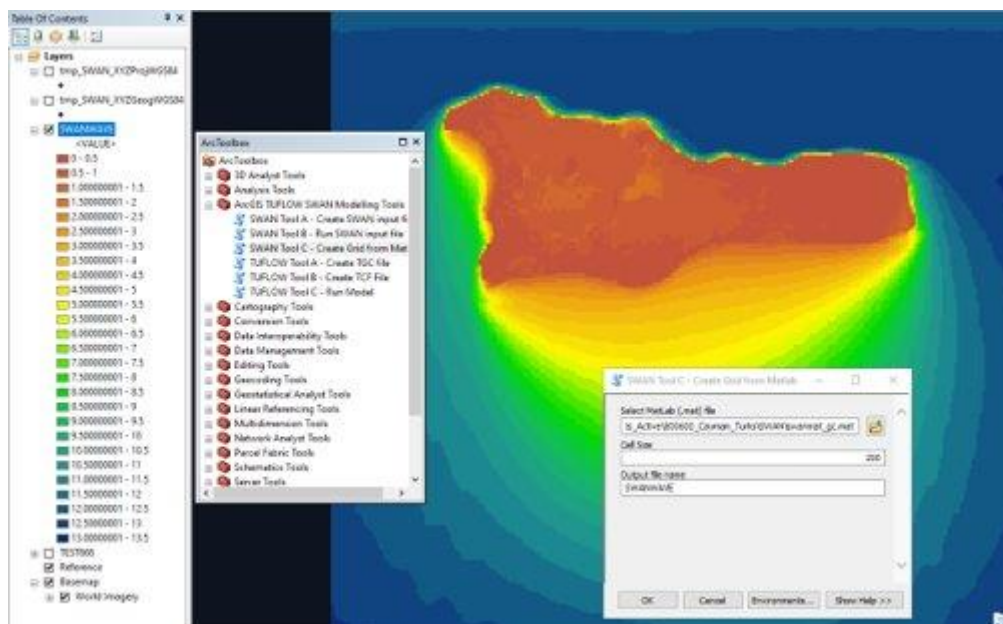 Table Of Contents
Layers
tmp_SWAN_XYZProjWGS84
tmp_SWAN_XYZGeogWGS84
SWANWAVE
<VALUE>
0 - 0.5
0.5 - 1
1.000000001 - 1.5
1.500000001 - 2
2.000000001 - 2.5
2.500000001 - 3
3.000000001 - 3.5
3.500000001 - 4
4.000000001 - 4.5
4.500000001 - 5
5.000000001 - 5.5
5.500000001 - 6
6.000000001 - 6.5
6.500000001 - 7
7.000000001 - 7.5
7.500000001 - 8
8.000000001 - 8.5
8.500000001 - 9
9.000000001 - 9.5
9.500000001 - 10
10.00000001 - 10.5
10.50000001 - 11
11.00000001 - 11.5
11.50000001 - 12
12.00000001 - 12.5
12.50000001 - 13
13.00000001 - 13.5
Reference
Basemap
World Imagery
ArcToolbox
ArcToolbox
3D Analyst Tools
Analysis Tools
ArcGIS TUFLOW SWAN Modelling Tools
SWAN Tool A - Create SWAN input fi
SWAN Tool B - Run SWAN input file
SWAN Tool C - Create Grid from Mat
TUFLOW Tool A - Create TGC file
TUFLOW Tool B - Create TCF File
TUFLOW Tool C - Run Model
Cartography Tools
Conversion Tools
Data Interoperability Tools
Data Management Tools
Editing Tools
Geocoding Tools
Geostatistical Analyst Tools
Linear Referencing Tools
Multidimension Tools
Network Analyst Tools
Parcel Fabric Tools
Schematics Tools
Server Tools
SWAN Tool C - Create Grid from Matlab
Select MatLab (.mat) file
Cell Size
200
Output file name
SWANWAVE
OK
Cancel
Environments...
Show Help >>